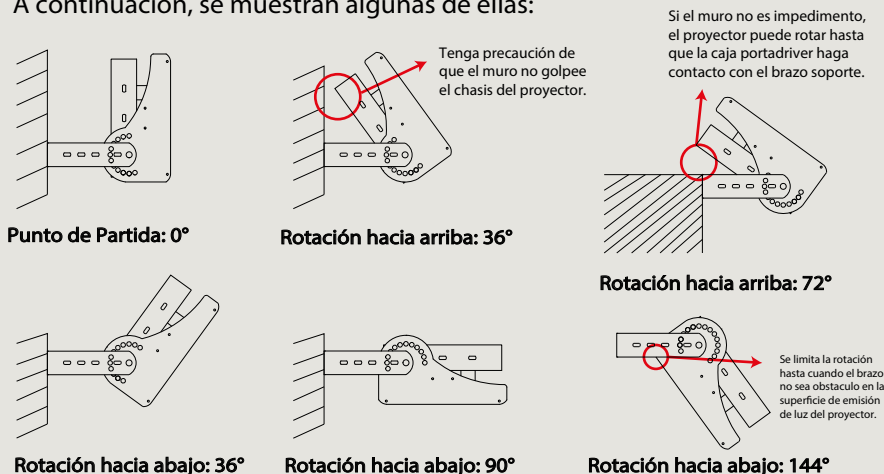 A continuación, se muestran algunas de ellas:
Punto de Partida: 0°
Tenga precaución de
que el muro no golpee
el chasis del proyector.
Rotación hacia arriba: 36°
Si el muro no es impedimento,
el proyector puede rotar hasta
que la caja portadriver haga
contacto con el brazo soporte.
Rotación hacia arriba: 72°
Rotación hacia abajo: 36°
Rotación hacia abajo: 90°
Se limita la rotación
hasta cuando el brazo
no sea obstaculo en la
superficie de emisión
de luz del proyector.
Rotación hacia abajo: 144°